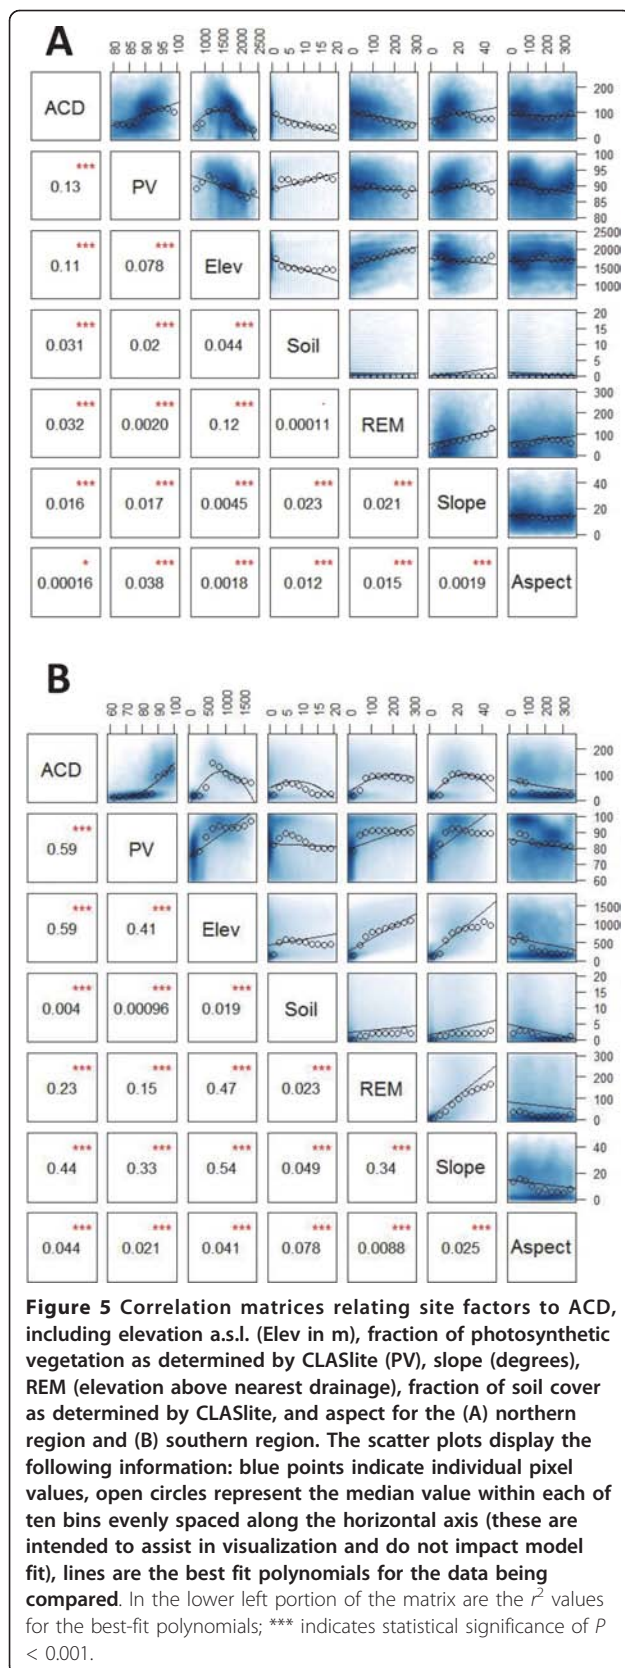 A
80 85 90 95 100
1000 1500 2000 2500
0 5 10 15 20
0 100 200 300
0 20 40
0 100 200 300
ACD
200
100
0
0.13 ***
PV
100
95
90
85
80
0.11 ***
0.078 ***
Elev
25000
20000
15000
10000
0.031 ***
0.02 ***
0.044 ***
Soil
20
15
10
5
0
0.032 ***
0.0020 ***
0.12 ***
0.00011 .
REM
300
200
100
0
0.016 ***
0.017 ***
0.0045 ***
0.023 ***
0.021 ***
Slope
40
20
0
0.00016 *
0.038 ***
0.0018 ***
0.012 ***
0.015 ***
0.0019 ***
Aspect
B
60 70 80 90 100
0 500 1000 1500
0 5 10 15 20
0 100 200 300
0 20 40
0 100 200 300
ACD
200
100
0
0.59 ***
PV
100
90
80
70
60
0.59 ***
0.41 ***
Elev
15000
10000
500
0
0.004 ***
0.00096 ***
0.019 ***
Soil
20
15
10
5
0
0.23 ***
0.15 ***
0.47 ***
0.023 ***
REM
300
200
100
0
0.44 ***
0.33 ***
0.54 ***
0.049 ***
0.34 ***
Slope
40
20
0
0.044 ***
0.021 ***
0.041 ***
0.078 ***
0.0088 ***
0.025 ***
Aspect
Figure 5 Correlation matrices relating site factors to ACD,
including elevation a.s.l. (Elev in m), fraction of photosynthetic
vegetation as determined by CLASlite (PV), slope (degrees),
REM (elevation above nearest drainage), fraction of soil cover
as determined by CLASlite, and aspect for the (A) northern
region and (B) southern region. The scatter plots display the
following information: blue points indicate individual pixel
values, open circles represent the median value within each of
ten bins evenly spaced along the horizontal axis (these are
intended to assist in visualization and do not impact model
fit), lines are the best fit polynomials for the data being
compared. In the lower left portion of the matrix are the r² values
for the best-fit polynomials; *** indicates statistical significance of P
< 0.001.